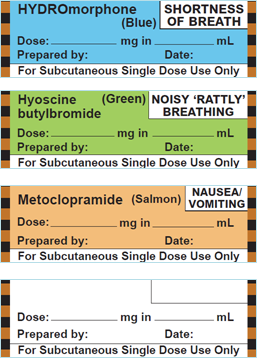 HYDROmorphone SHORTNESS
(Blue) OF BREATH
Dose: mg in mL
Prepared by: Date:
For Subcutaneous Single Dose Use Only
Hyoscine (Green) NOISY ‘RATTLY’
butylbromide BREATHING
Dose: mg in mL
Prepared by: Date:
For Subcutaneous Single Dose Use Only
Metoclopramide (Salmon) NAUSEA/
VOMITING
Dose: mg in mL
Prepared by: Date:
For Subcutaneous Single Dose Use Only
Dose: mg in mL
Prepared by: Date:
For Subcutaneous Single Dose Use Only